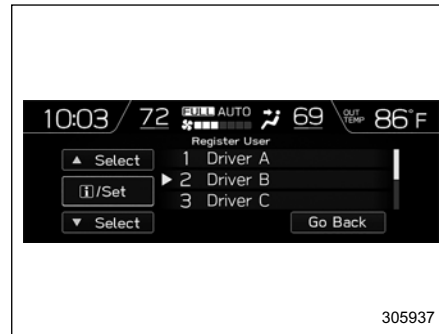 10:03 72 FULL AUTO 69 OUT TEMP 86°F
Register User
▲ Select 1 Driver A
i/Set ▶ 2 Driver B
▼ Select 3 Driver C
Go Back
305937